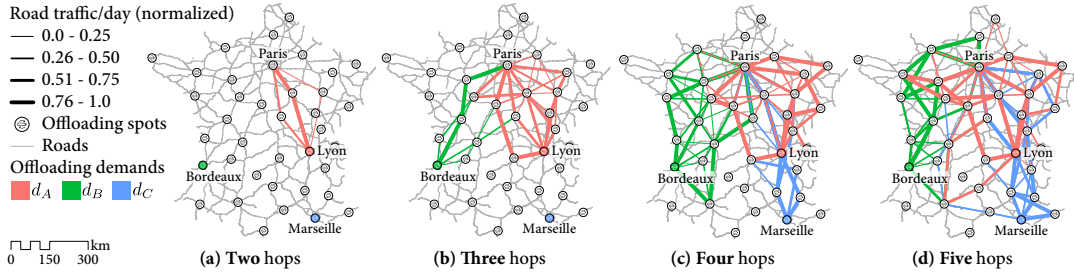 Road traffic/day (normalized)
0.0 - 0.25
0.26 - 0.50
0.51 - 0.75
0.76 - 1.0
Offloading spots
Roads
Offloading demands
d_A d_B d_C
0 150 300 km
Paris
Lyon
Bordeaux
Marseille
(a) Two hops
Paris
Lyon
Bordeaux
Marseille
(b) Three hops
Paris
Lyon
Bordeaux
Marseille
(c) Four hops
Paris
Lyon
Bordeaux
Marseille
(d) Five hops